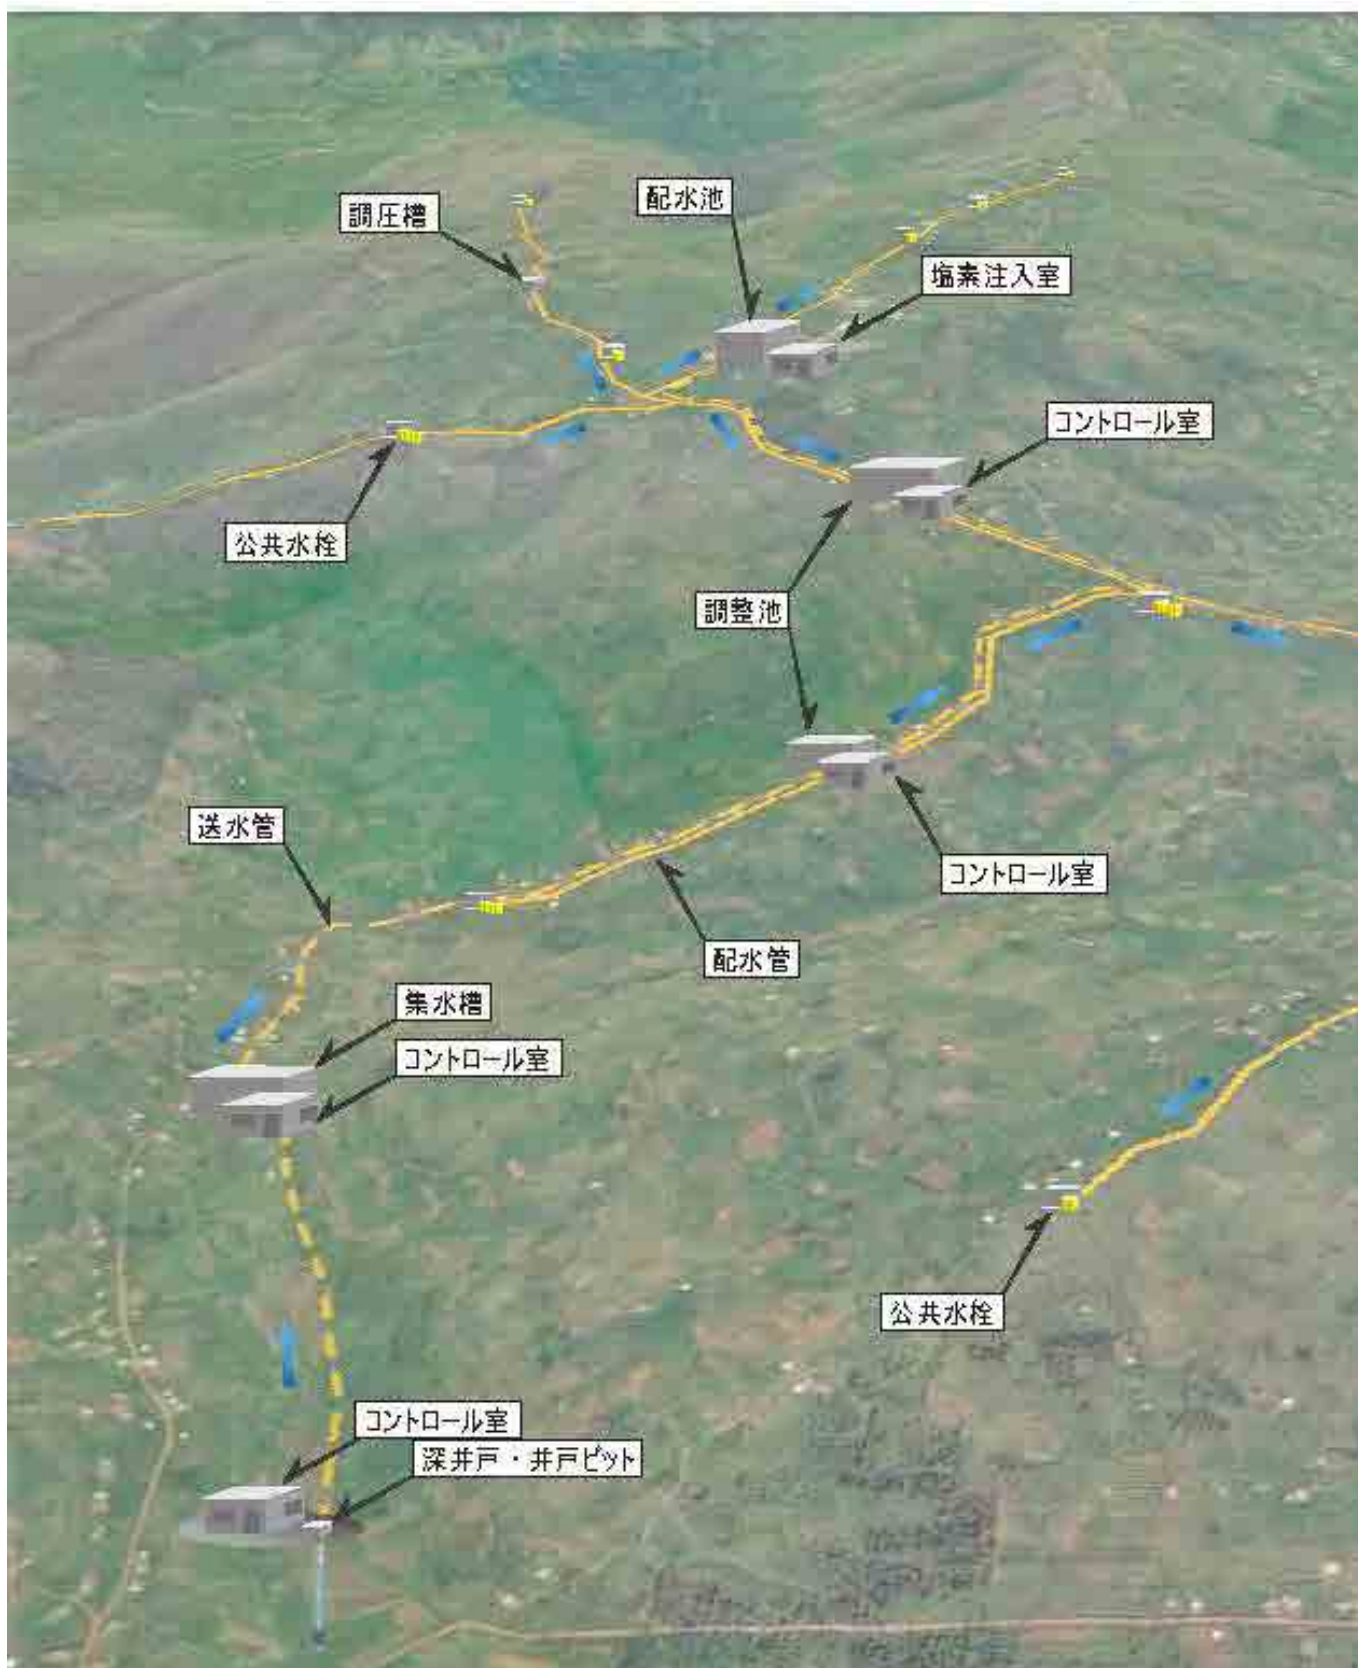 配水池
調圧槽
塩素注入室
コントロール室
公共水栓
調整池
送水管
コントロール室
配水管
集水槽
コントロール室
公共水栓
コントロール室
深井戸・井戸ピット